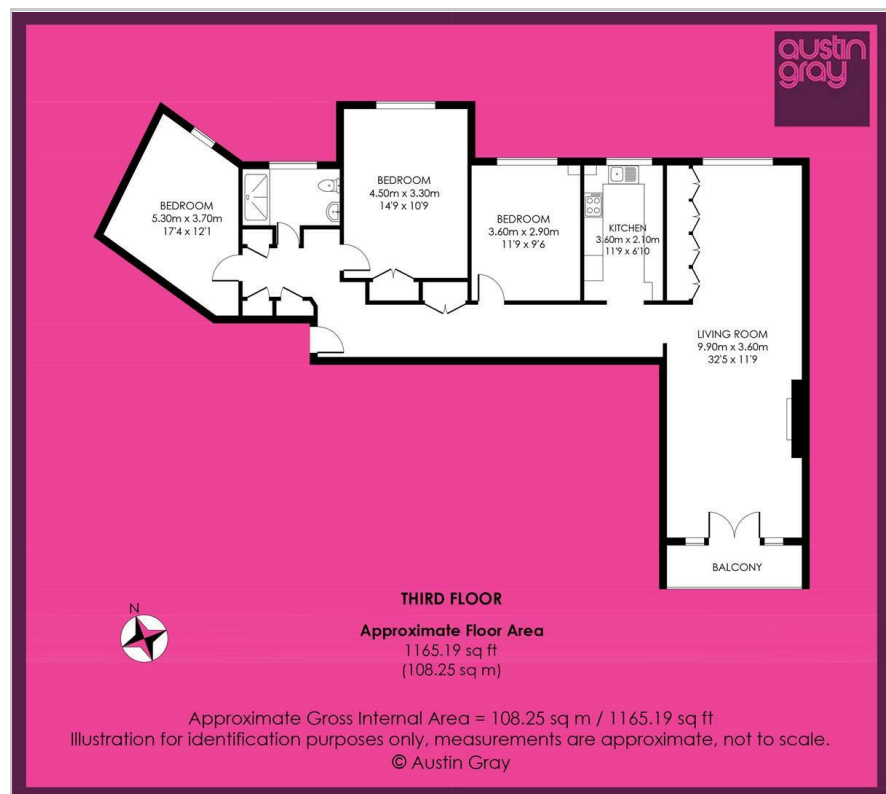 austin
gray
BEDROOM
5.30m x 3.70m
17'4 x 12'1
BEDROOM
4.50m x 3.30m
14'9 x 10'9
BEDROOM
3.60m x 2.90m
11'9 x 9'6
KITCHEN
3.60m x 2.10m
11'9 x 6'10
LIVING ROOM
9.90m x 3.60m
32'5 x 11'9
BALCONY
N
THIRD FLOOR
Approximate Floor Area
1165.19 sq ft
(108.25 sq m)
Approximate Gross Internal Area = 108.25 sq m / 1165.19 sq ft
Illustration for identification purposes only, measurements are approximate, not to scale.
© Austin Gray